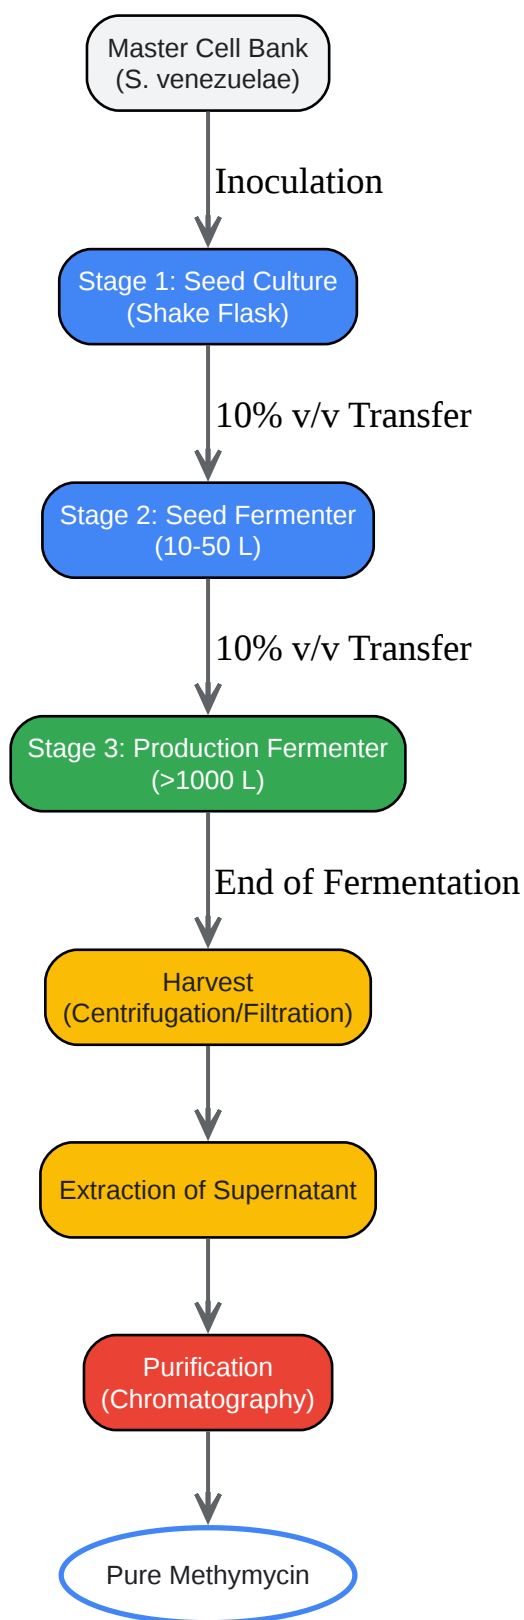 Master Cell Bank
(S. venezuelae)
Inoculation
Stage 1: Seed Culture
(Shake Flask)
10% v/v Transfer
Stage 2: Seed Fermenter
(10-50 L)
10% v/v Transfer
Stage 3: Production Fermenter
(>1000 L)
End of Fermentation
Harvest
(Centrifugation/Filtration)
Extraction of Supernatant
Purification
(Chromatography)
Pure Methymycin